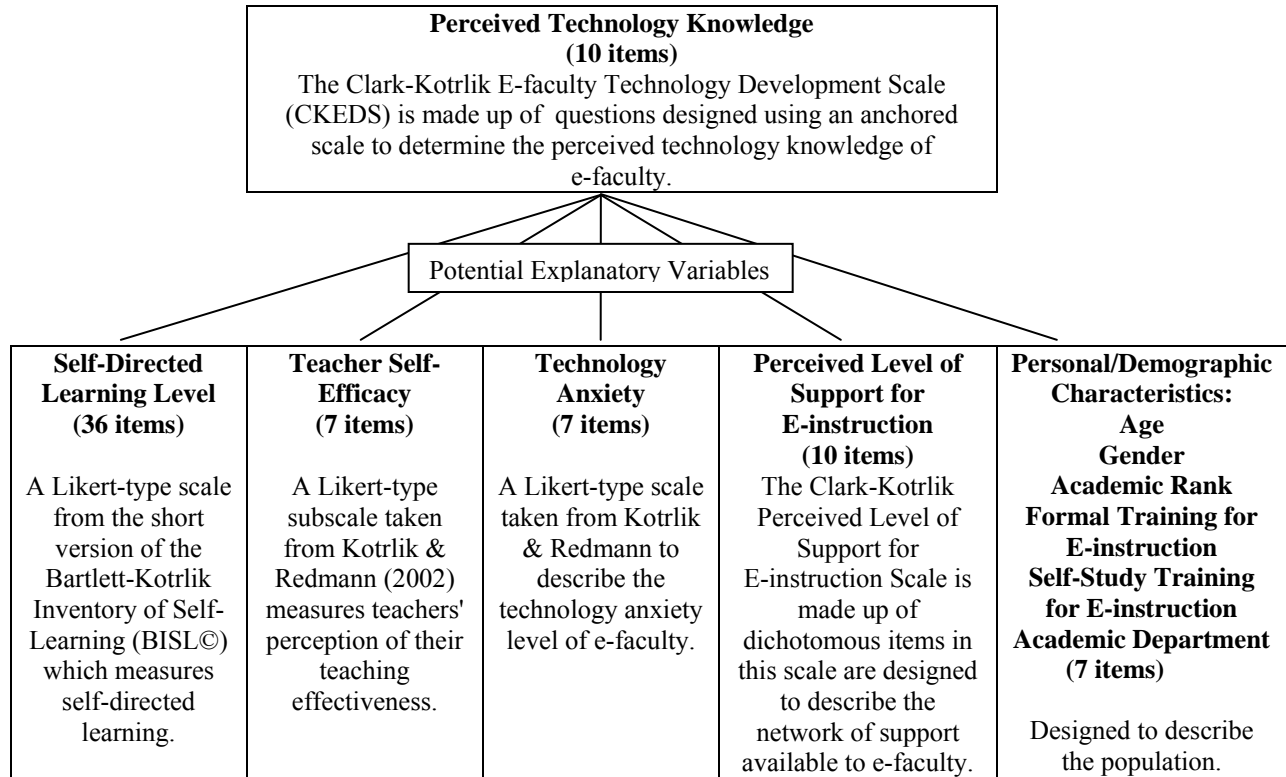 Perceived Technology Knowledge
(10 items)
The Clark-Kotrlik E-faculty Technology Development Scale
(CKEDS) is made up of  questions designed using an anchored
scale to determine the perceived technology knowledge of
e-faculty.
Potential Explanatory Variables
Self-Directed
Learning Level
(36 items)
A Likert-type scale
from the short
version of the
Bartlett-Kotrlik
Inventory of Self-
Learning (BISL©)
which measures
self-directed
learning.
Teacher Self-
Efficacy
(7 items)
A Likert-type
subscale taken
from Kotrlik &
Redmann (2002)
measures teachers'
perception of their
teaching
effectiveness.
Technology
Anxiety
(7 items)
A Likert-type scale
taken from Kotrlik
& Redmann to
describe the
technology anxiety
level of e-faculty.
Perceived Level of
Support for
E-instruction
(10 items)
The Clark-Kotrlik
Perceived Level of
Support for
E-instruction Scale is
made up of
dichotomous items in
this scale are designed
to describe the
network of support
available to e-faculty.
Personal/Demographic
Characteristics:
Age
Gender
Academic Rank
Formal Training for
E-instruction
Self-Study Training
for E-instruction
Academic Department
(7 items)
Designed to describe
the population.